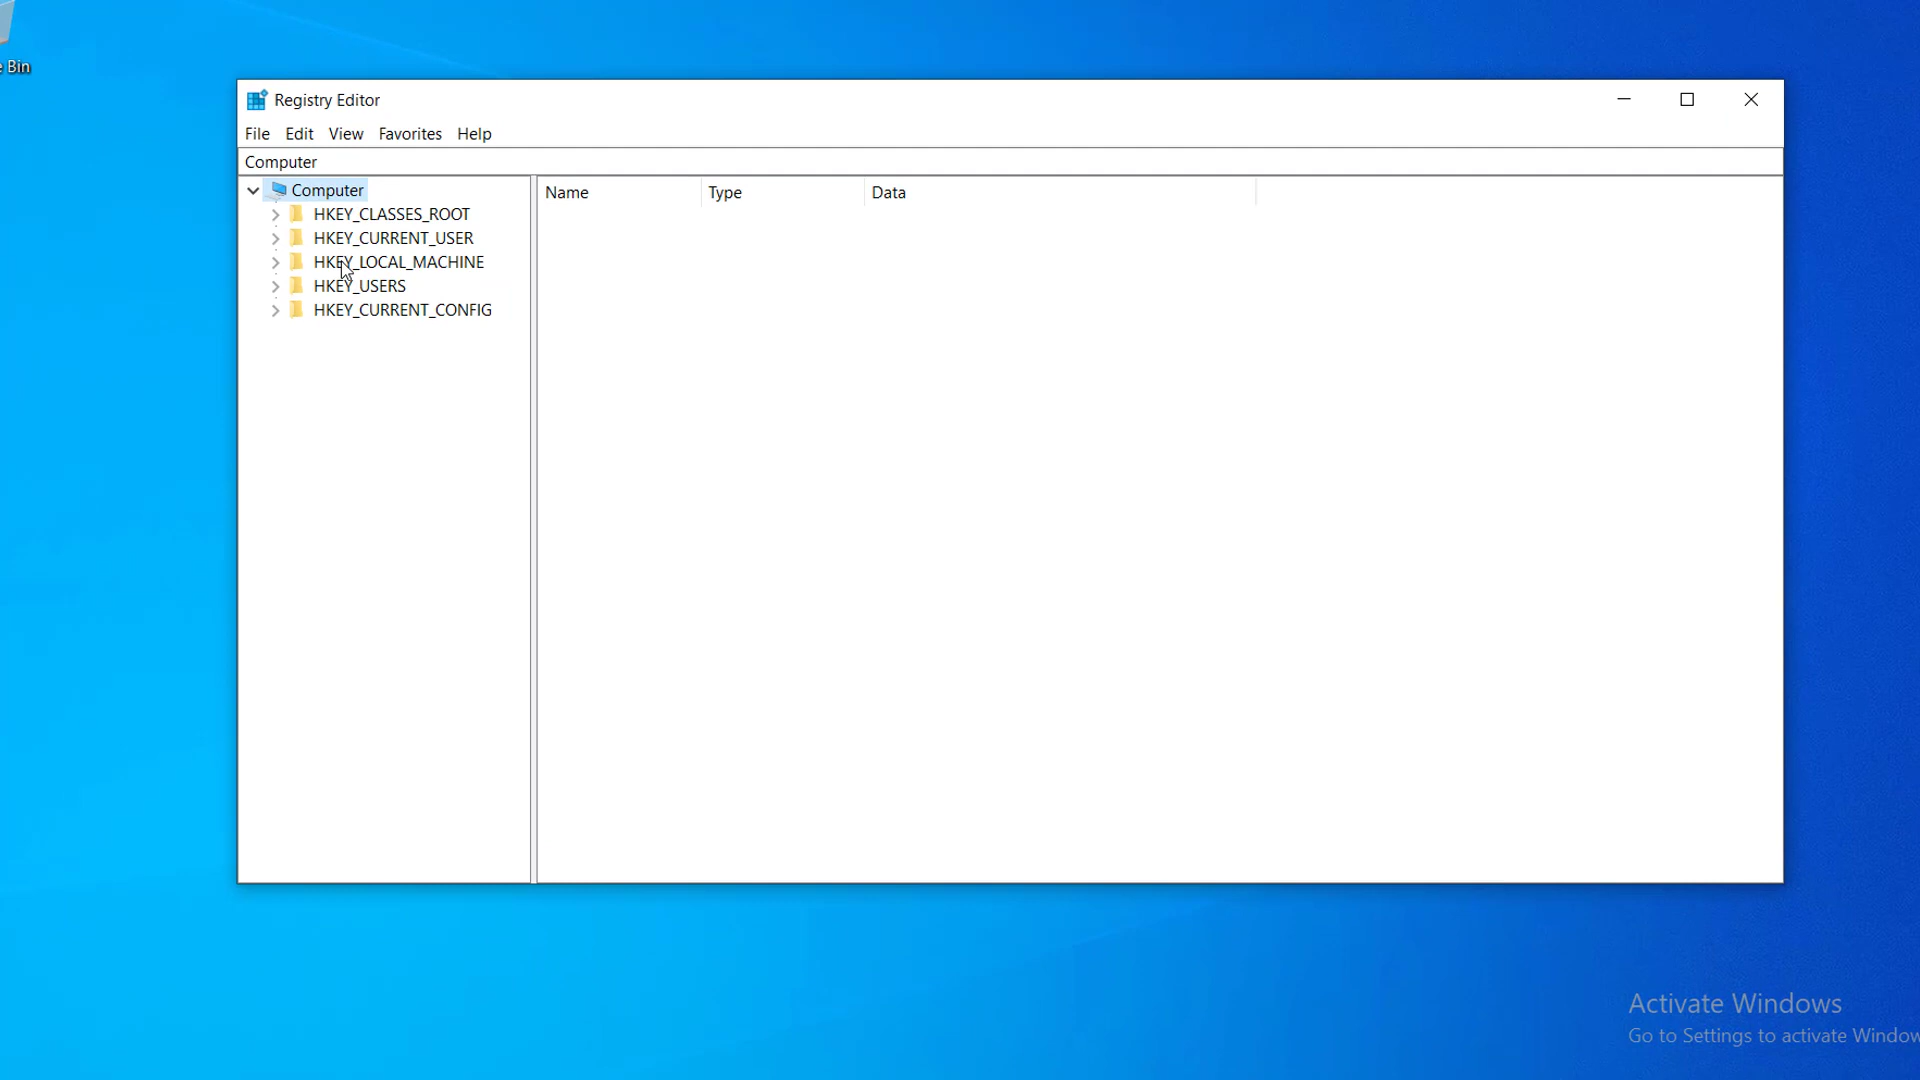 Bin
Registry Editor
File Edit View Favorites Help
Computer
Computer
Name Type Data
HKEY_CLASSES_ROOT
HKEY_CURRENT_USER
HKEY_LOCAL_MACHINE
HKEY_USERS
HKEY_CURRENT_CONFIG
Activate Windows
Go to Settings to activate Window